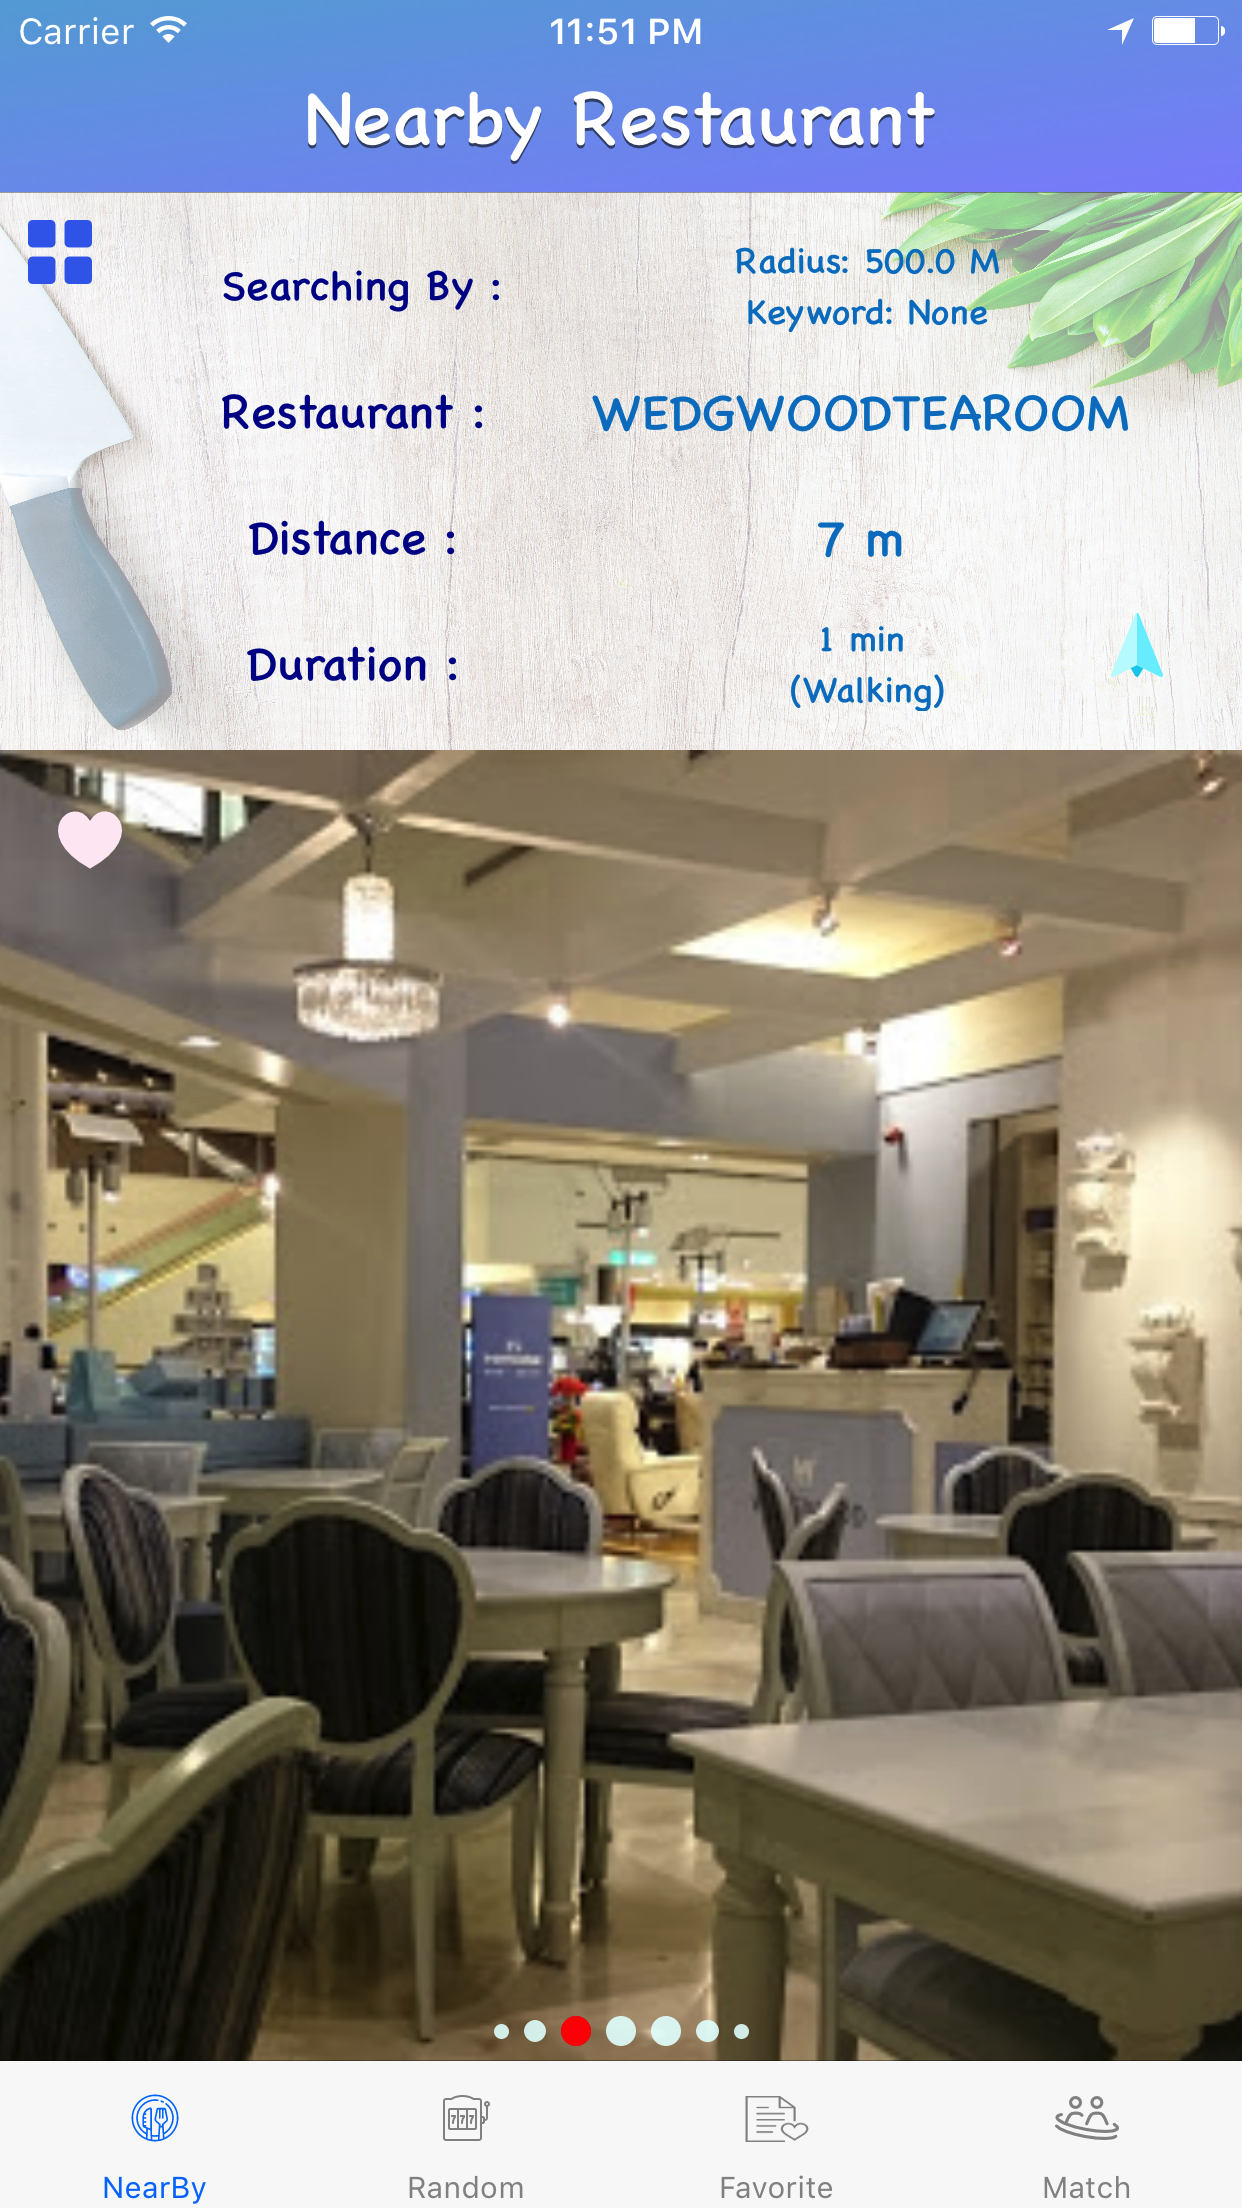 Carrier 11:51 PM
Nearby Restaurant
Searching By :
Radius: 500.0 M
Keyword: None
Restaurant :
WEDGWOODTEAROOM
Distance :
7 m
Duration :
1 min
(Walking)
777
NearBy
Random
Favorite
Match